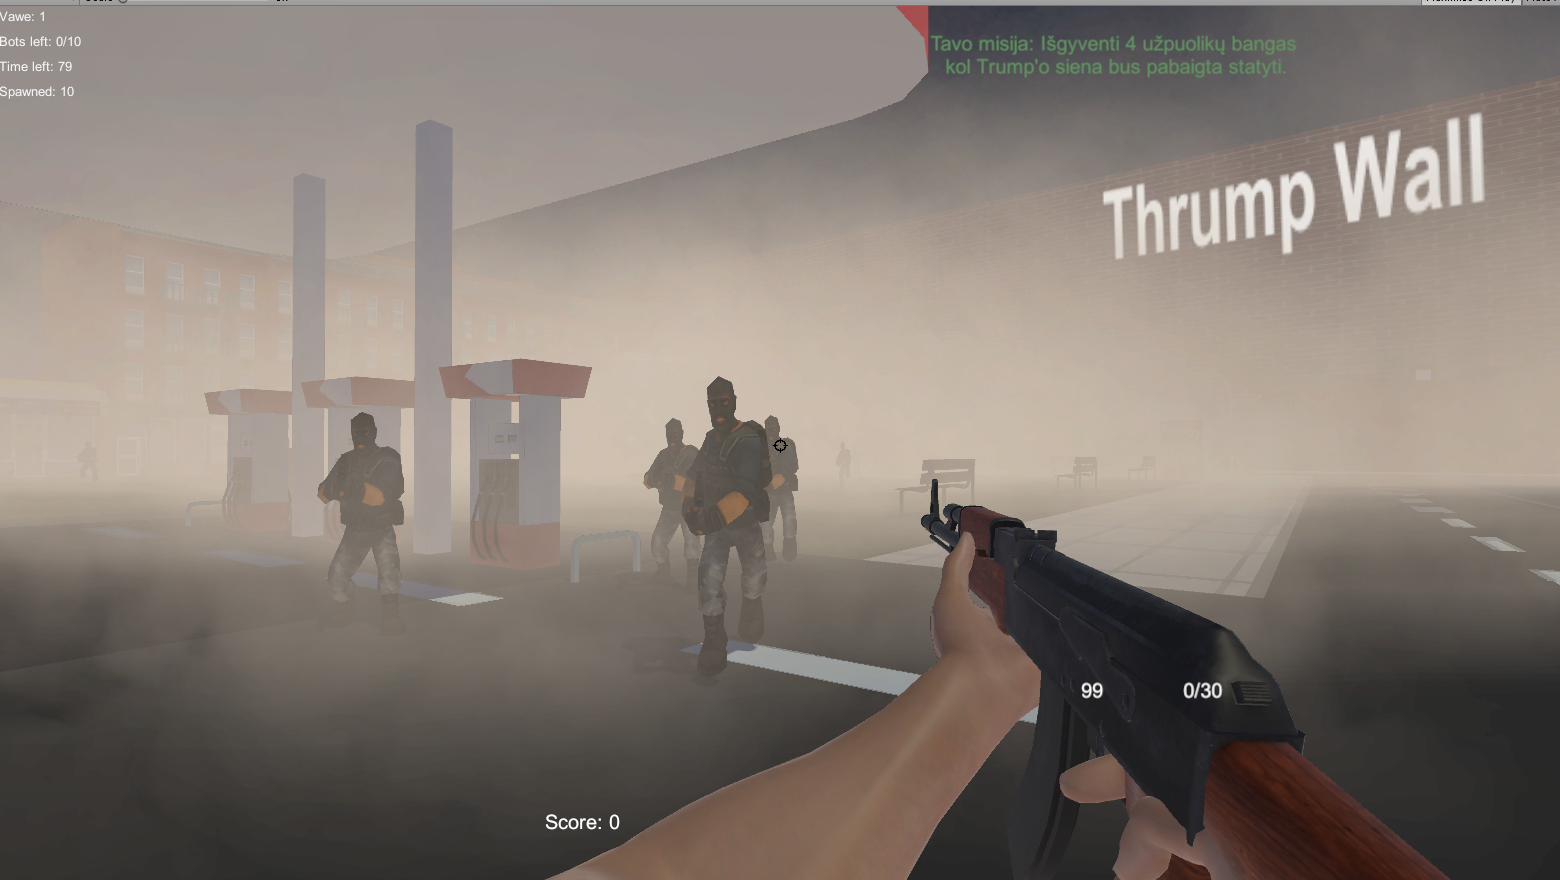 Vawe: 1
Bots left: 0/10
Time left: 79
Spawned: 10
Tavo misija: Išgyventi 4 užpuolikų bangas
kol Trump'o siena bus pabaigta statyti.
Thrump Wall
99
0/30
Score: 0